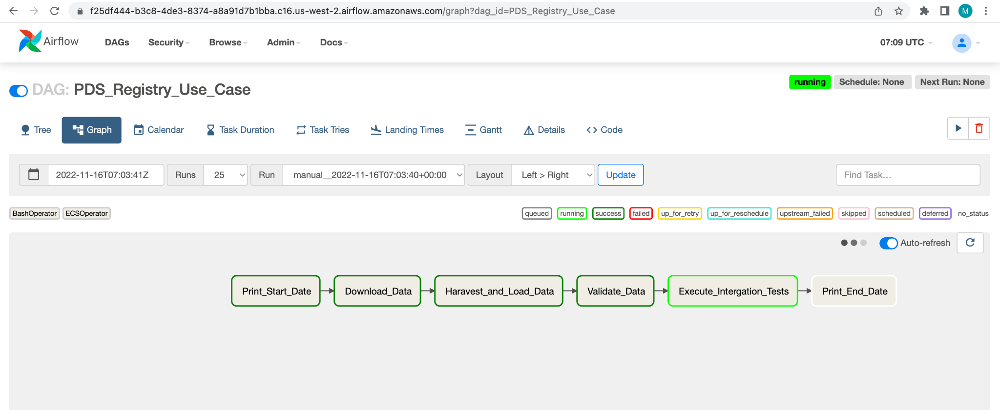 f25df444-b3c8-4de3-8374-a8a91d7b1bba.c16.us-west-2.airflow.amazonaws.com/graph?dag_id=PDS_Registry_Use_Case M
Airflow DAGs Security Browse Admin Docs 07:09 UTC
DAG: PDS_Registry_Use_Case running Schedule: None Next Run: None
Tree Graph Calendar Task Duration Task Tries Landing Times Gantt Details Code
2022-11-16T07:03:41Z Runs 25 Run manual__2022-11-16T07:03:40+00:00 Layout Left > Right Update Find Task...
BashOperator ECSOperator queued running success failed up_for_retry up_for_reschedule upstream_failed skipped scheduled deferred no_status
Auto-refresh
Print_Start_Date Download_Data Haravest_and_Load_Data Validate_Data Execute_Intergation_Tests Print_End_Date